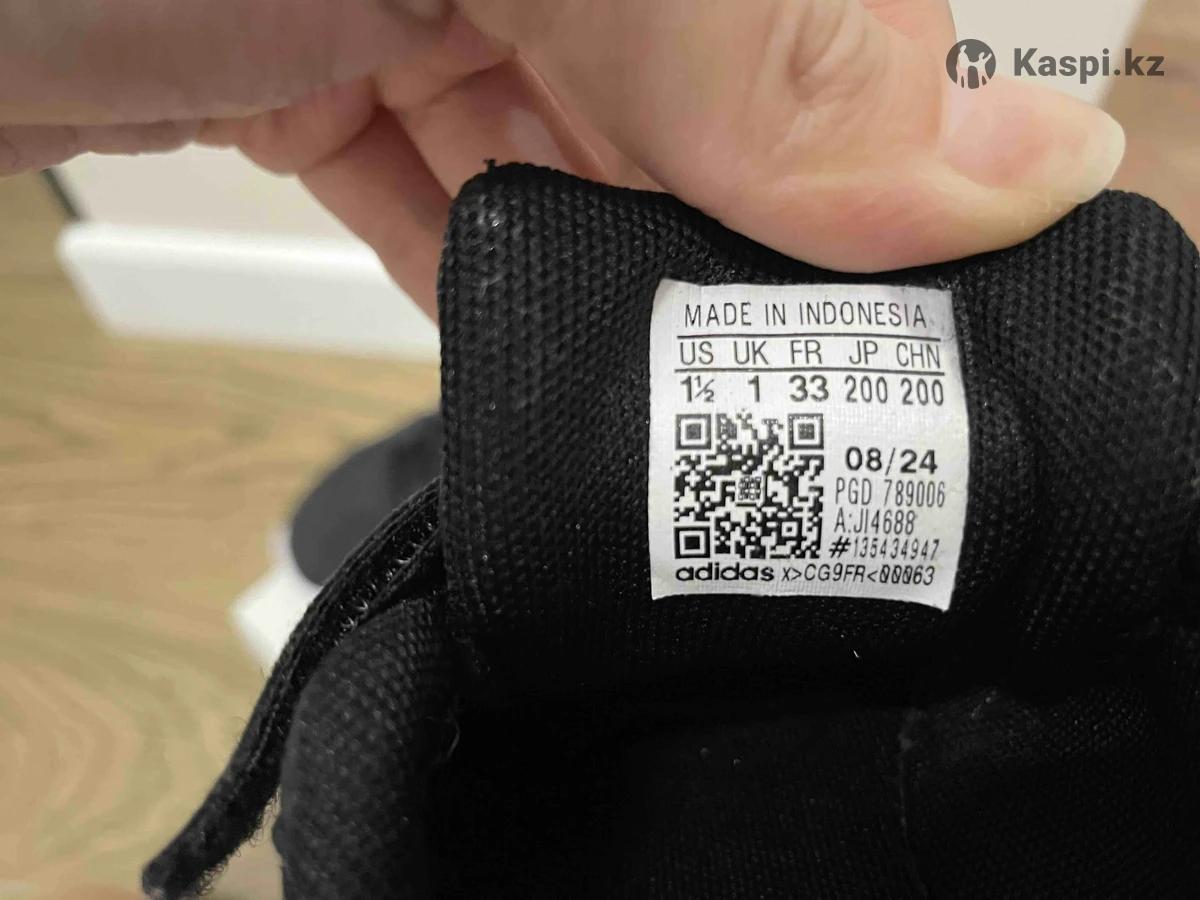 Kaspi.kz
MADE IN INDONESIA
US UK FR JP CHN
1½ 1 33 200 200
08/24
PGD 789006
A:JI4688
#135434947
adidas x>CG9FR<00063